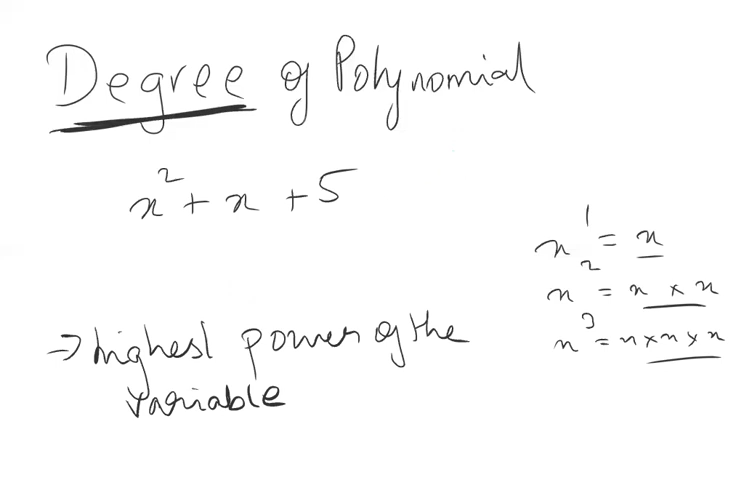 Degree of Polynomial
x² + x + 5
x¹ = x
x² = x × x
x³ = x × x × x
→ highest power of the
variable